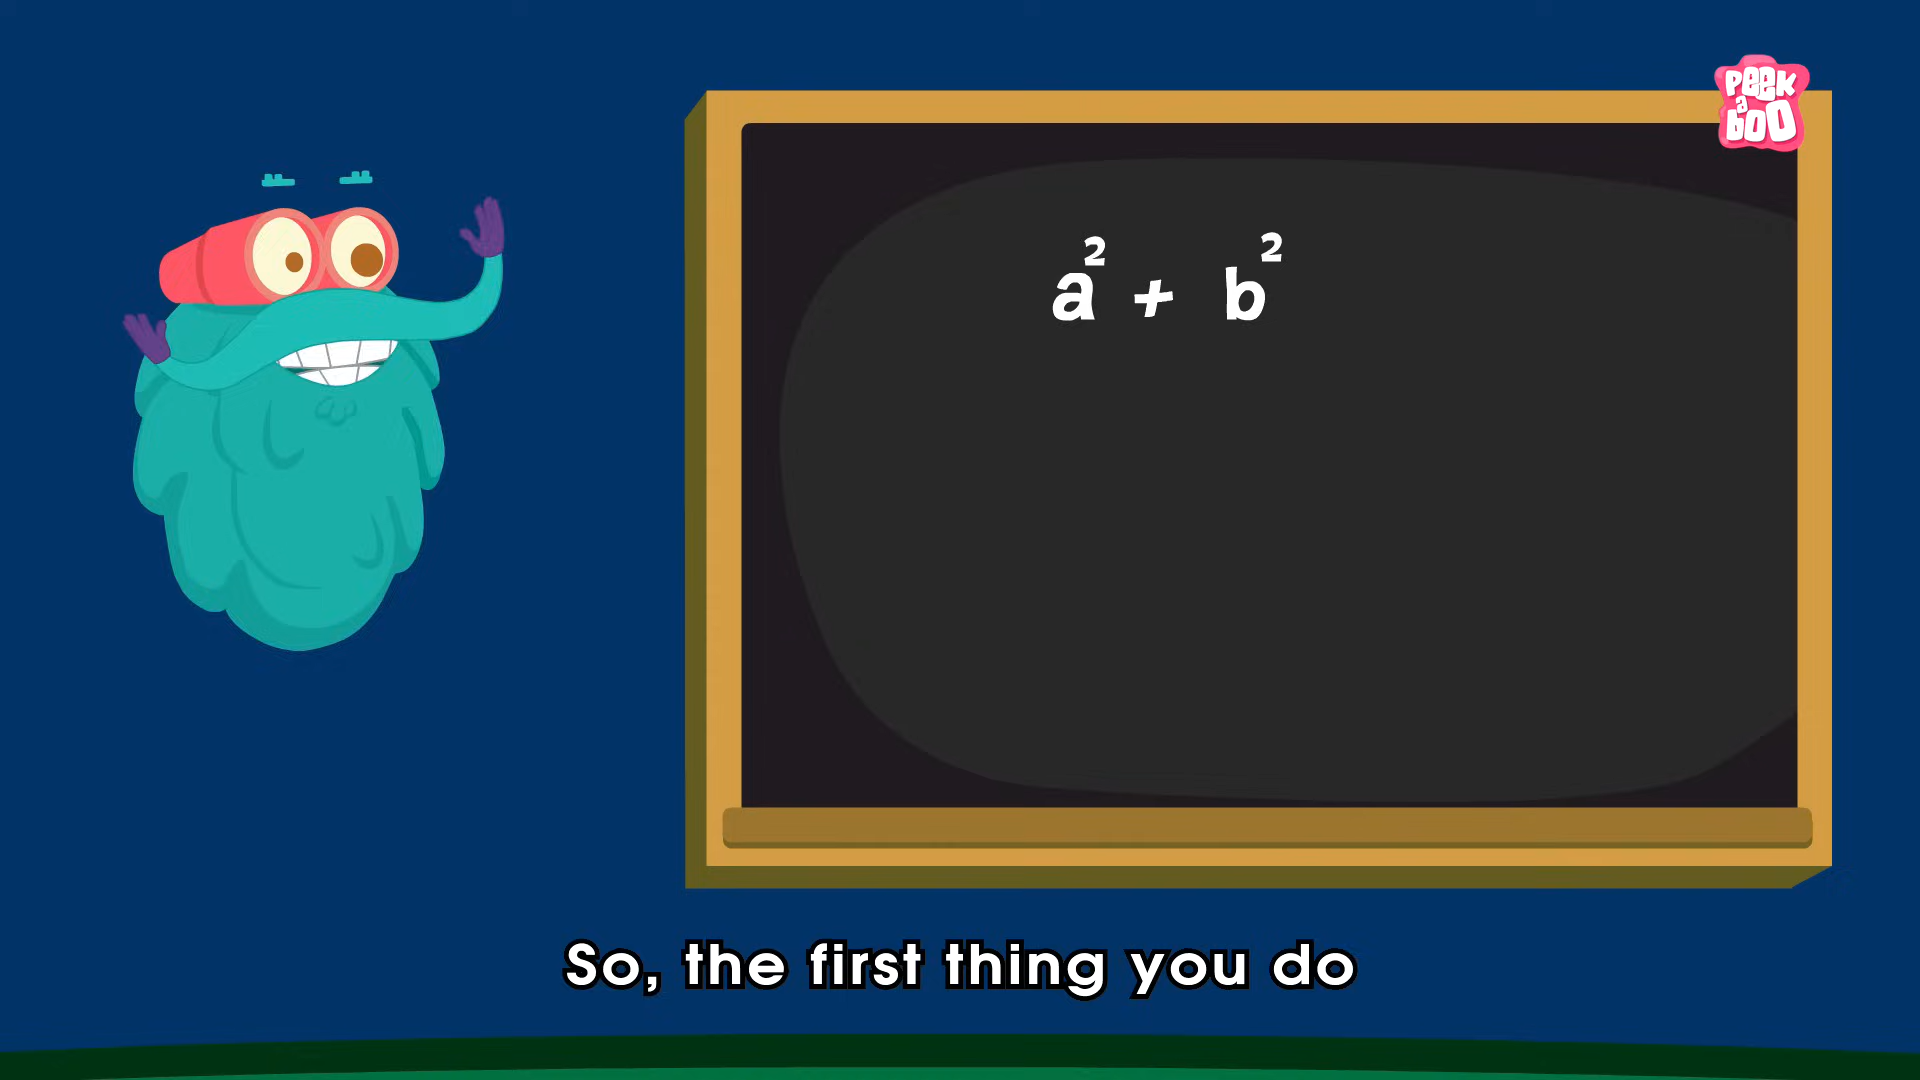 PEEK
a
boo
a² + b²
So, the first thing you do